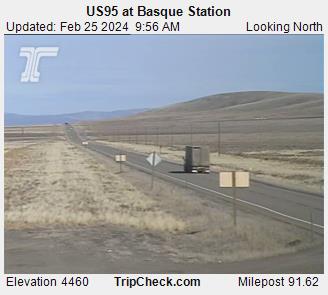 US95 at Basque Station
Updated: Feb 25 2024 9:56 AM Looking North
Elevation 4460 TripCheck.com Milepost 91.62